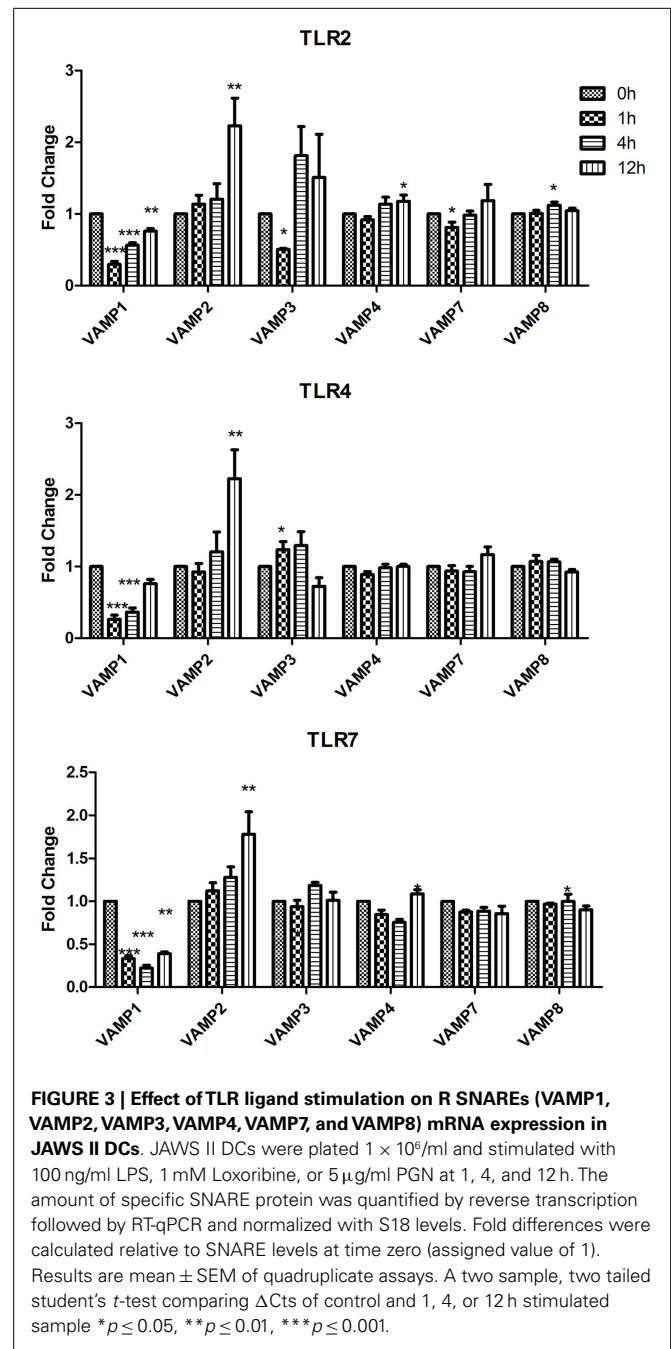 TLR2
3
2
1
0
Fold Change
** 
*** *** **
*
*
*
*
0h
1h
4h
12h
VAMP1 VAMP2 VAMP3 VAMP4 VAMP7 VAMP8
TLR4
3
2
1
0
Fold Change
**
*** ***
*
VAMP1 VAMP2 VAMP3 VAMP4 VAMP7 VAMP8
TLR7
2.5
2.0
1.5
1.0
0.5
0.0
Fold Change
**
*** *** **
*
*
VAMP1 VAMP2 VAMP3 VAMP4 VAMP7 VAMP8
FIGURE 3 | Effect of TLR ligand stimulation on R SNAREs (VAMP1,
VAMP2, VAMP3, VAMP4, VAMP7, and VAMP8) mRNA expression in
JAWS II DCs. JAWS II DCs were plated 1 × 10⁶/ml and stimulated with
100 ng/ml LPS, 1 mM Loxoribine, or 5 μg/ml PGN at 1, 4, and 12 h. The
amount of specific SNARE protein was quantified by reverse transcription
followed by RT-qPCR and normalized with S18 levels. Fold differences were
calculated relative to SNARE levels at time zero (assigned value of 1).
Results are mean ± SEM of quadruplicate assays. A two sample, two tailed
student's t-test comparing ΔCts of control and 1, 4, or 12 h stimulated
sample *p ≤ 0.05, **p ≤ 0.01, ***p ≤ 0.001.